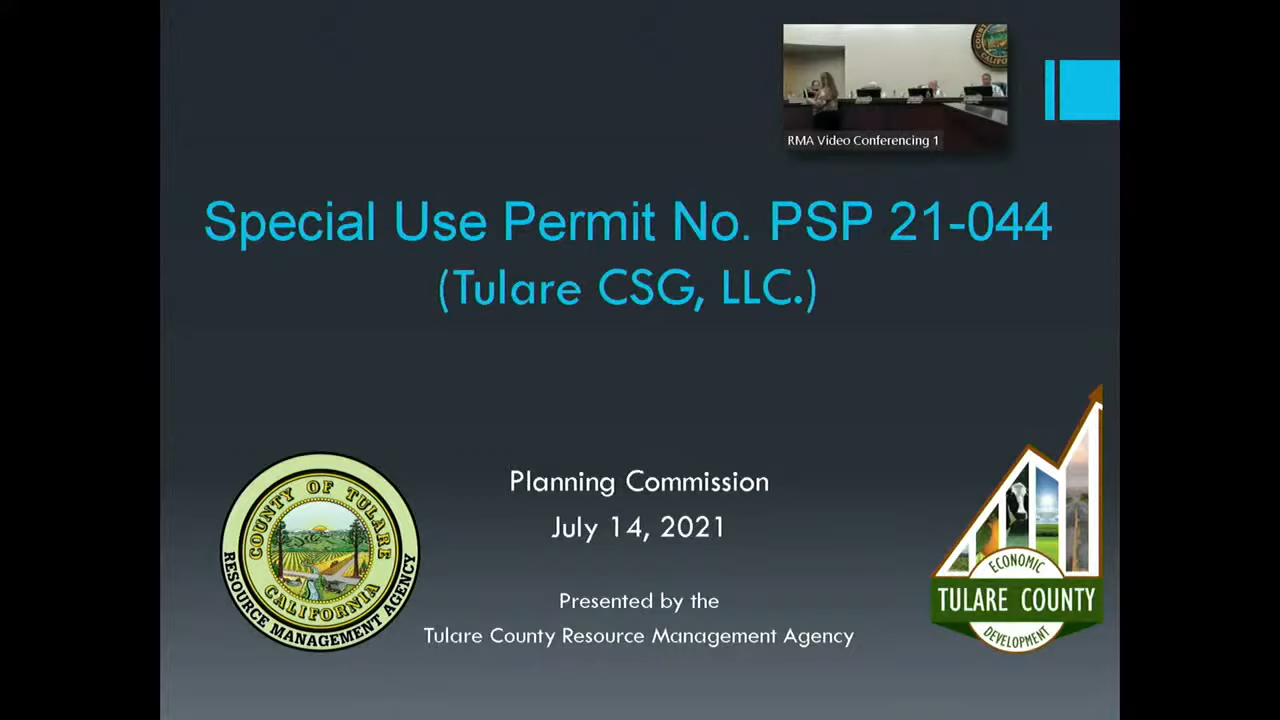 RMA Video Conferencing 1
Special Use Permit No. PSP 21-044
(Tulare CSG, LLC.)
Planning Commission
July 14, 2021
Presented by the
Tulare County Resource Management Agency
COUNTY OF TULARE
CALIFORNIA
RESOURCE MANAGEMENT AGENCY
ECONOMIC
TULARE COUNTY
DEVELOPMENT